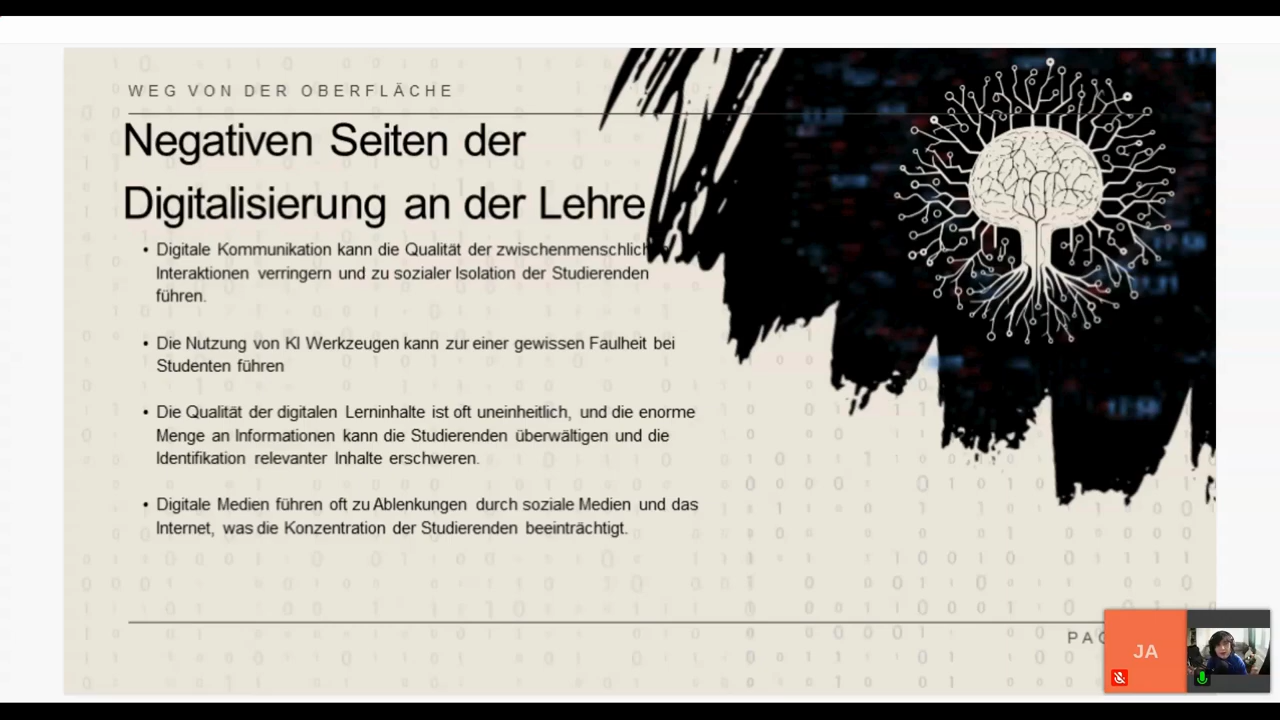 WEG VON DER OBERFLÄCHE
Negativen Seiten der
Digitalisierung an der Lehre
• Digitale Kommunikation kann die Qualität der
Interaktionen verringern und zu sozialer Isolation der Studierenden
führen.
• Die Nutzung von KI Werkzeugen kann zur einer gewissen Faulheit bei
Studenten führen
• Die Qualität der digitalen Lerninhalte ist oft uneinheitlich, und die enorme
Menge an Informationen kann die Studierenden überwältigen und die
Identifikation relevanter Inhalte erschweren.
• Digitale Medien führen oft zu Ablenkungen durch soziale Medien und das
Internet, was die Konzentration der Studierenden beeinträchtigt.
JA